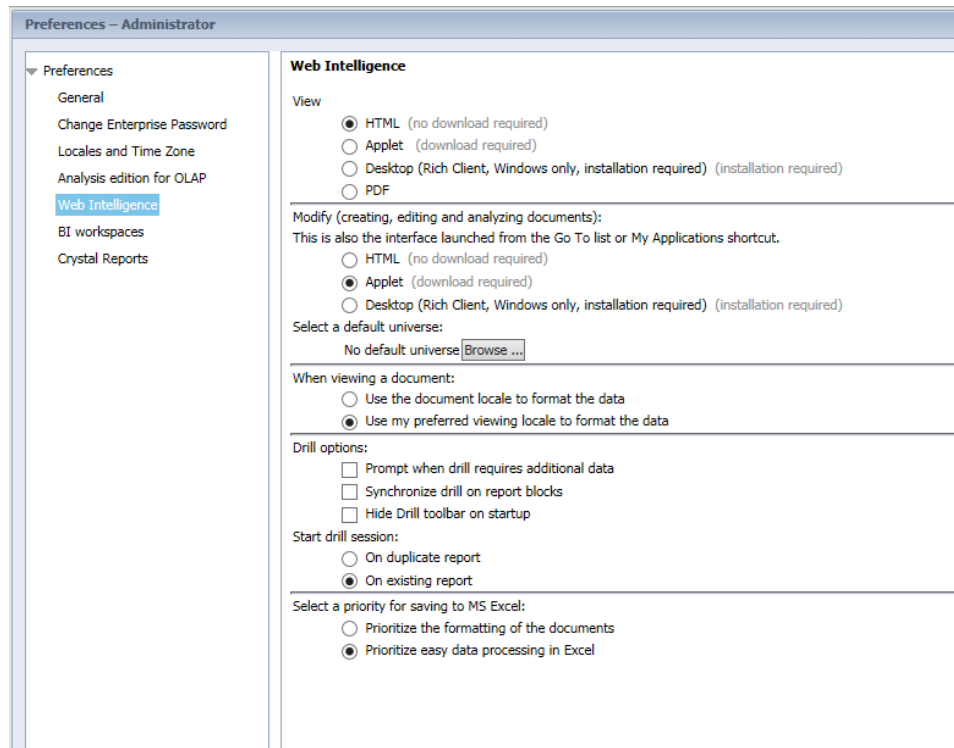 Preferences – Administrator
Preferences
General
Change Enterprise Password
Locales and Time Zone
Analysis edition for OLAP
Web Intelligence
BI workspaces
Crystal Reports
Web Intelligence
View
HTML (no download required)
Applet (download required)
Desktop (Rich Client, Windows only, installation required) (installation required)
PDF
Modify (creating, editing and analyzing documents):
This is also the interface launched from the Go To list or My Applications shortcut.
HTML (no download required)
Applet (download required)
Desktop (Rich Client, Windows only, installation required) (installation required)
Select a default universe:
No default universe Browse ...
When viewing a document:
Use the document locale to format the data
Use my preferred viewing locale to format the data
Drill options:
Prompt when drill requires additional data
Synchronize drill on report blocks
Hide Drill toolbar on startup
Start drill session:
On duplicate report
On existing report
Select a priority for saving to MS Excel:
Prioritize the formatting of the documents
Prioritize easy data processing in Excel